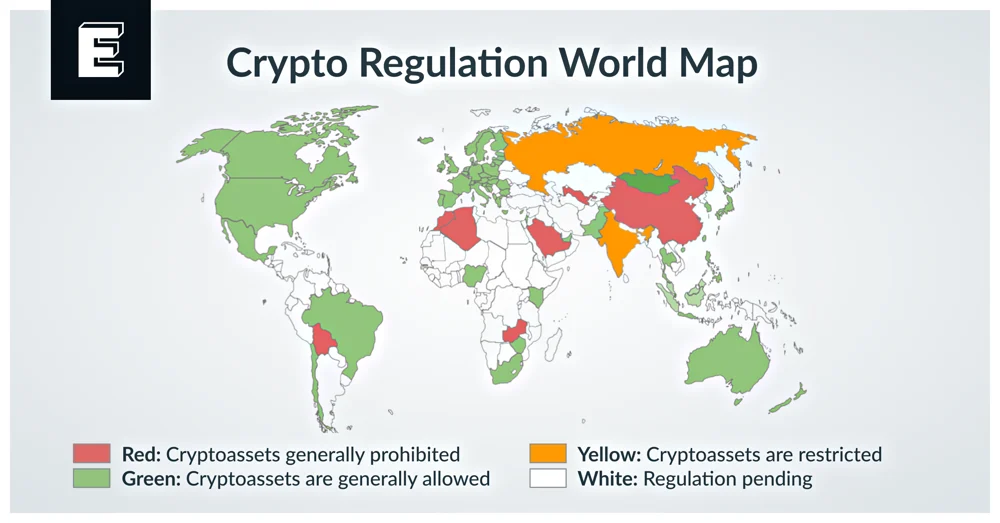 E
Crypto Regulation World Map
Red: Cryptoassets generally prohibited
Yellow: Cryptoassets are restricted
Green: Cryptoassets are generally allowed
White: Regulation pending